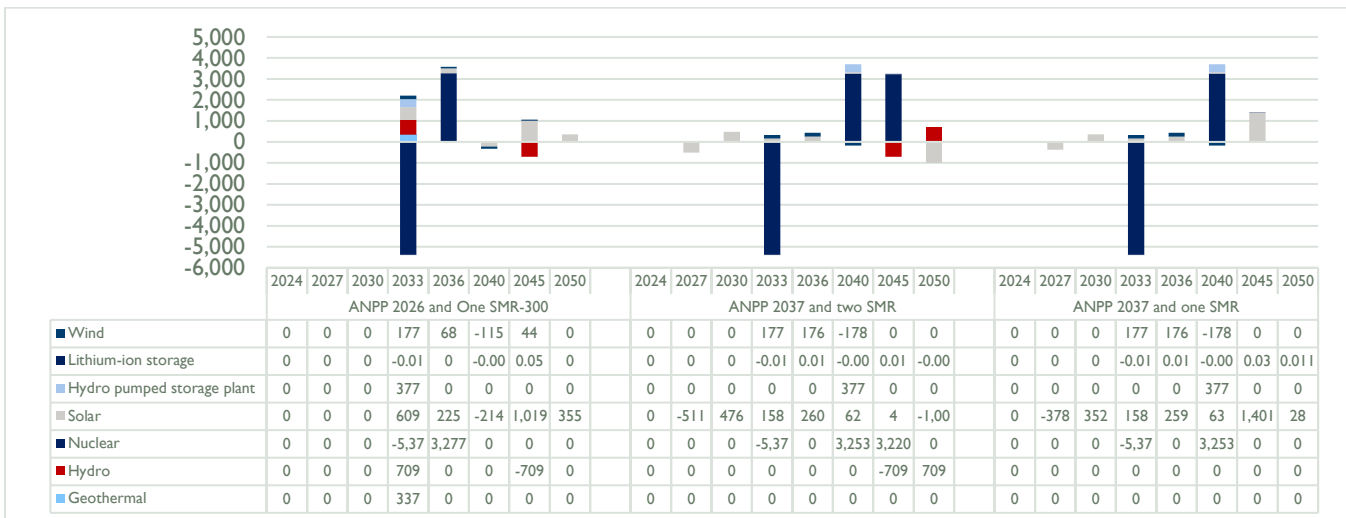 5,000
4,000
3,000
2,000
1,000
0
-1,000
-2,000
-3,000
-4,000
-5,000
-6,000
2024 2027 2030 2033 2036 2040 2045 2050 2024 2027 2030 2033 2036 2040 2045 2050 2024 2027 2030 2033 2036 2040 2045 2050
ANPP 2026 and One SMR-300 ANPP 2037 and two SMR ANPP 2037 and one SMR
Wind 0 0 0 177 68 -115 44 0 0 0 0 177 176 -178 0 0 0 0 0 177 176 -178 0 0
Lithium-ion storage 0 0 0 -0.01 0 -0.00 0.05 0 0 0 0 -0.01 0.01 -0.00 0.01 -0.00 0 0 0 -0.01 0.01 -0.00 0.03 0.011
Hydro pumped storage plant 0 0 0 377 0 0 0 0 0 0 0 0 0 377 0 0 0 0 0 0 0 377 0 0
Solar 0 0 0 609 225 -214 1,019 355 0 -511 476 158 260 62 4 -1,00 0 -378 352 158 259 63 1,401 28
Nuclear 0 0 0 -5,37 3,277 0 0 0 0 0 0 -5,37 0 3,253 3,220 0 0 0 0 -5,37 0 3,253 0 0
Hydro 0 0 0 709 0 0 -709 0 0 0 0 0 0 0 -709 709 0 0 0 0 0 0 0 0
Geothermal 0 0 0 337 0 0 0 0 0 0 0 0 0 0 0 0 0 0 0 0 0 0 0 0